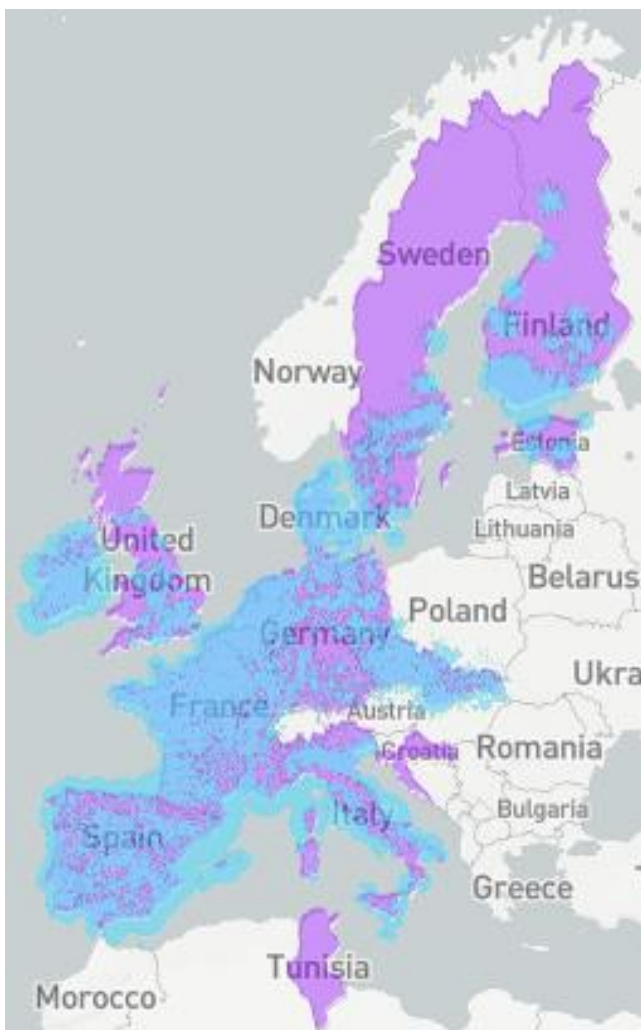 Sweden
Finland
Norway
Estonia
Latvia
Denmark
Lithuania
United
Kingdom
Belarus
Poland
Germany
Ukra
France
Austria
Croatia
Romania
Italy
Bulgaria
Spain
Greece
Tunisia
Morocco